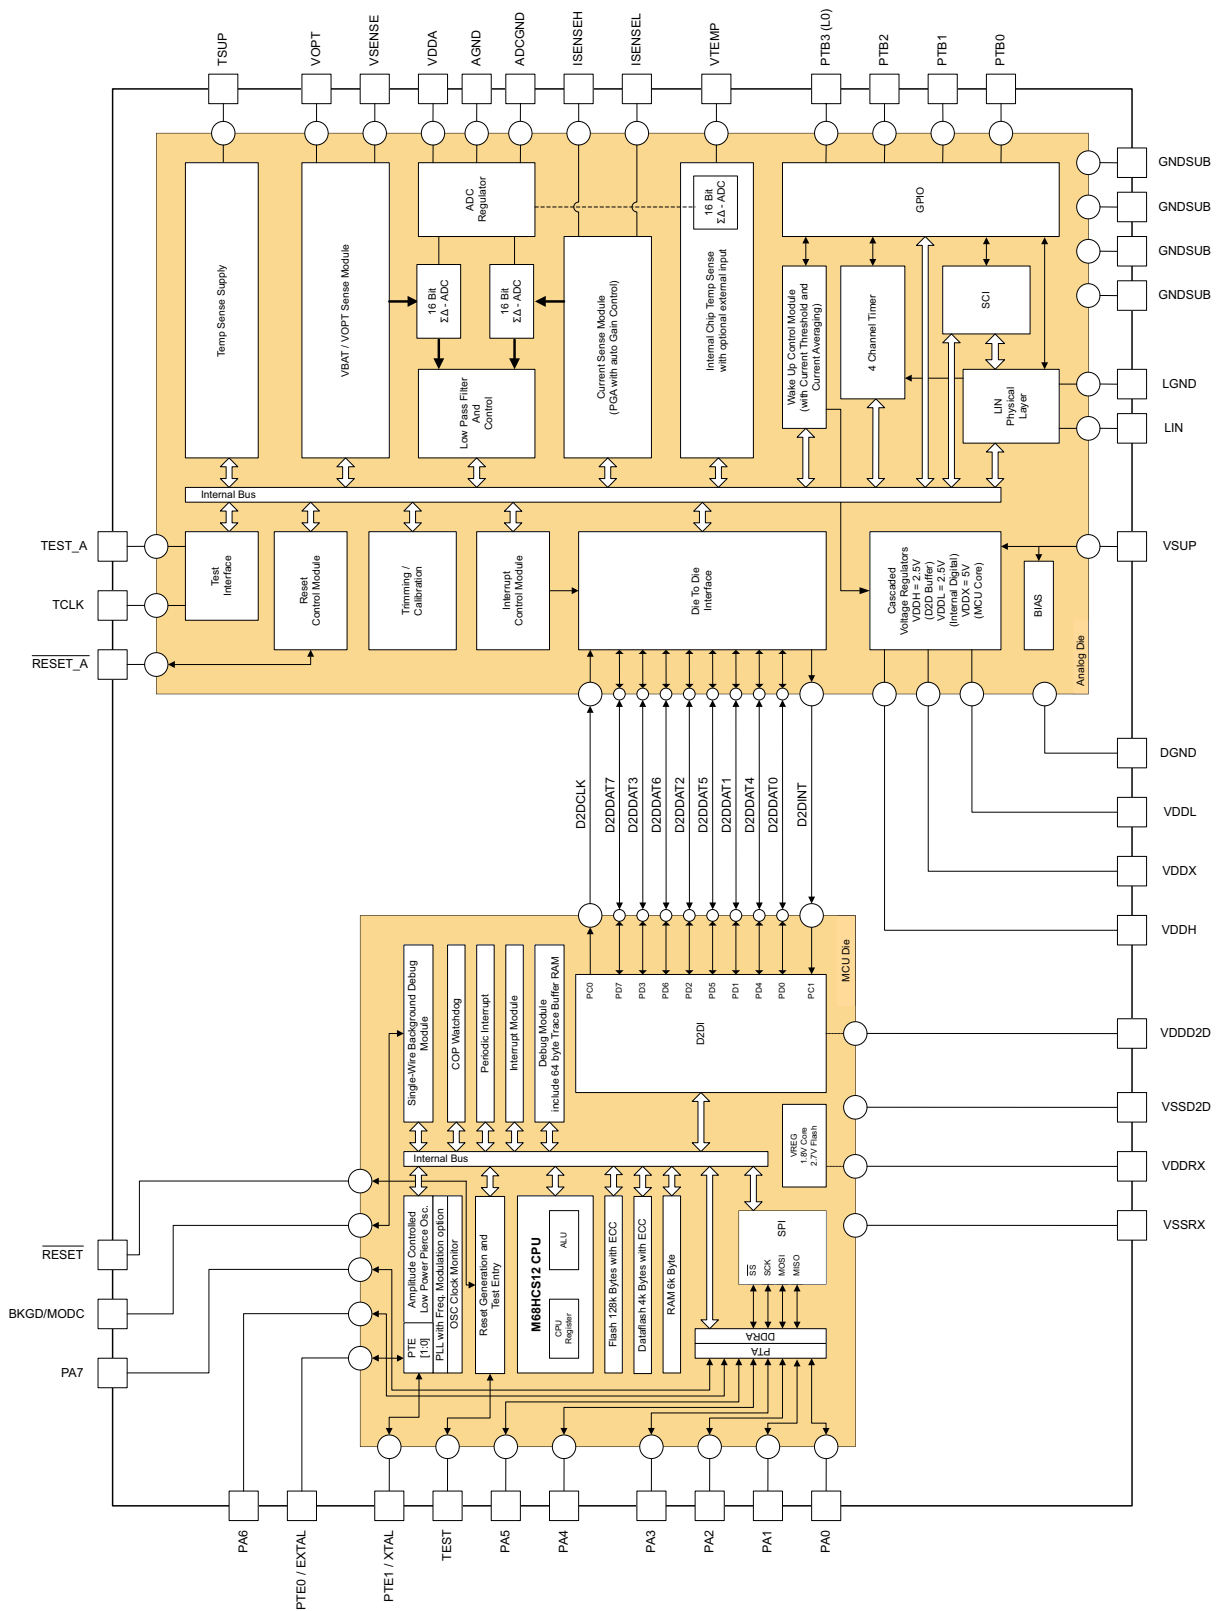 TSUP
VOPT
VSENSE
VDDA
AGND
ADCGND
ISENSEH
ISENSEL
VTEMP
PTB3 (L0)
PTB2
PTB1
PTB0
GNDSUB
GNDSUB
GNDSUB
GNDSUB
LGND
LIN
VSUP
DGND
VDDL
VDDX
VDDH
VDDD2D
VSSD2D
VDDRX
VSSRX
TEST_A
TCLK
RESET_A
RESET
BKGD/MODC
PA7
PA6
PTE0 / EXTAL
PTE1 / XTAL
TEST
PA5
PA4
PA3
PA2
PA1
PA0
Temp Sense Supply
VBAT / VOPT Sense Module
ADC
Regulator
16 Bit
ΣΔ - ADC
16 Bit
ΣΔ - ADC
Low Pass Filter
And
Control
Current Sense Module
(PGA with auto Gain Control)
16 Bit
ΣΔ - ADC
Internal Chip Temp Sense
with optional external input
Wake Up Control Module
(with Current Threshold and
Current Averaging)
GPIO
4 Channel Timer
SCI
LIN
Physical
Layer
Internal Bus
Test
Interface
Reset
Control Module
Trimming /
Calibration
Interrupt
Control Module
Die To Die
Interface
Cascaded
Voltage Regulators
VDDH = 2.5V
(D2D Buffer)
VDDL = 2.5V
(Internal Digital)
VDDX = 5V
(MCU Core)
BIAS
Analog Die
D2DCLK
D2DDAT7
D2DDAT3
D2DDAT6
D2DDAT2
D2DDAT5
D2DDAT1
D2DDAT4
D2DDAT0
D2DINT
MCU Die
Single-Wire Background Debug
Module
COP Watchdog
Periodic Interrupt
Interrupt Module
Debug Module
include 64 byte Trace Buffer RAM
PC0
PD7
PD3
PD6
PD2
PD5
PD1
PD4
PD0
PC1
D2DI
VREG
1.8V Core
2.7V Flash
Internal Bus
Amplitude Controlled
Low Power Pierce Osc.
PTE
[1:0]
PLL with Freq. Modulation option
OSC Clock Monitor
Reset Generation and
Test Entry
M68HCS12 CPU
ALU
CPU
Register
Flash 128k Bytes with ECC
Dataflash 4k Bytes with ECC
RAM 6k Byte
SPI
SS
SCK
MOSI
MISO
DDRA
PTA